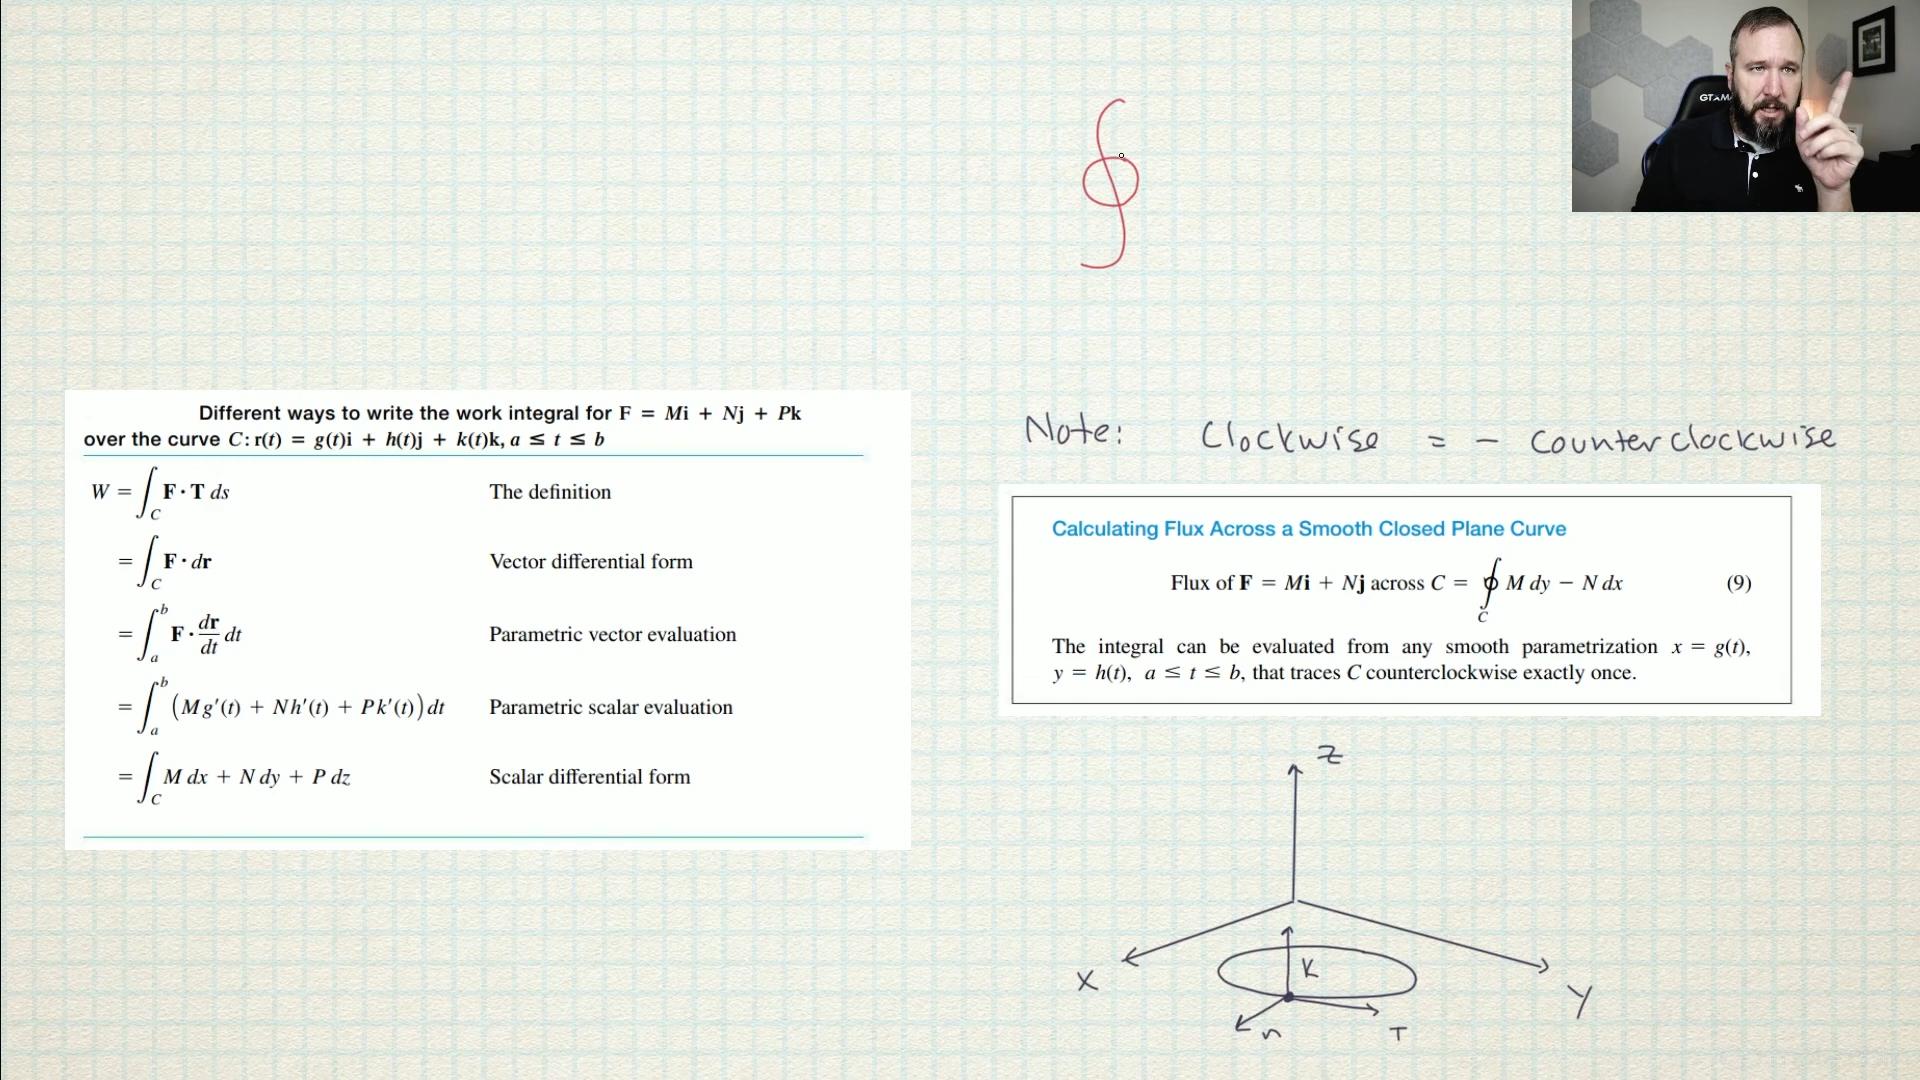 GTAM
∮
Different ways to write the work integral for F = Mi + Nj + Pk
over the curve C: r(t) = g(t)i + h(t)j + k(t)k, a ≤ t ≤ b
W = ∫_C F · T ds The definition
= ∫_C F · dr Vector differential form
= ∫_a^b F · dr/dt dt Parametric vector evaluation
= ∫_a^b (Mg′(t) + Nh′(t) + Pk′(t)) dt Parametric scalar evaluation
= ∫_C M dx + N dy + P dz Scalar differential form
Note: Clockwise = - counterclockwise
Calculating Flux Across a Smooth Closed Plane Curve
Flux of F = Mi + Nj across C = ∮_C M dy − N dx (9)
The integral can be evaluated from any smooth parametrization x = g(t),
y = h(t), a ≤ t ≤ b, that traces C counterclockwise exactly once.
z
K
x
y
n
T